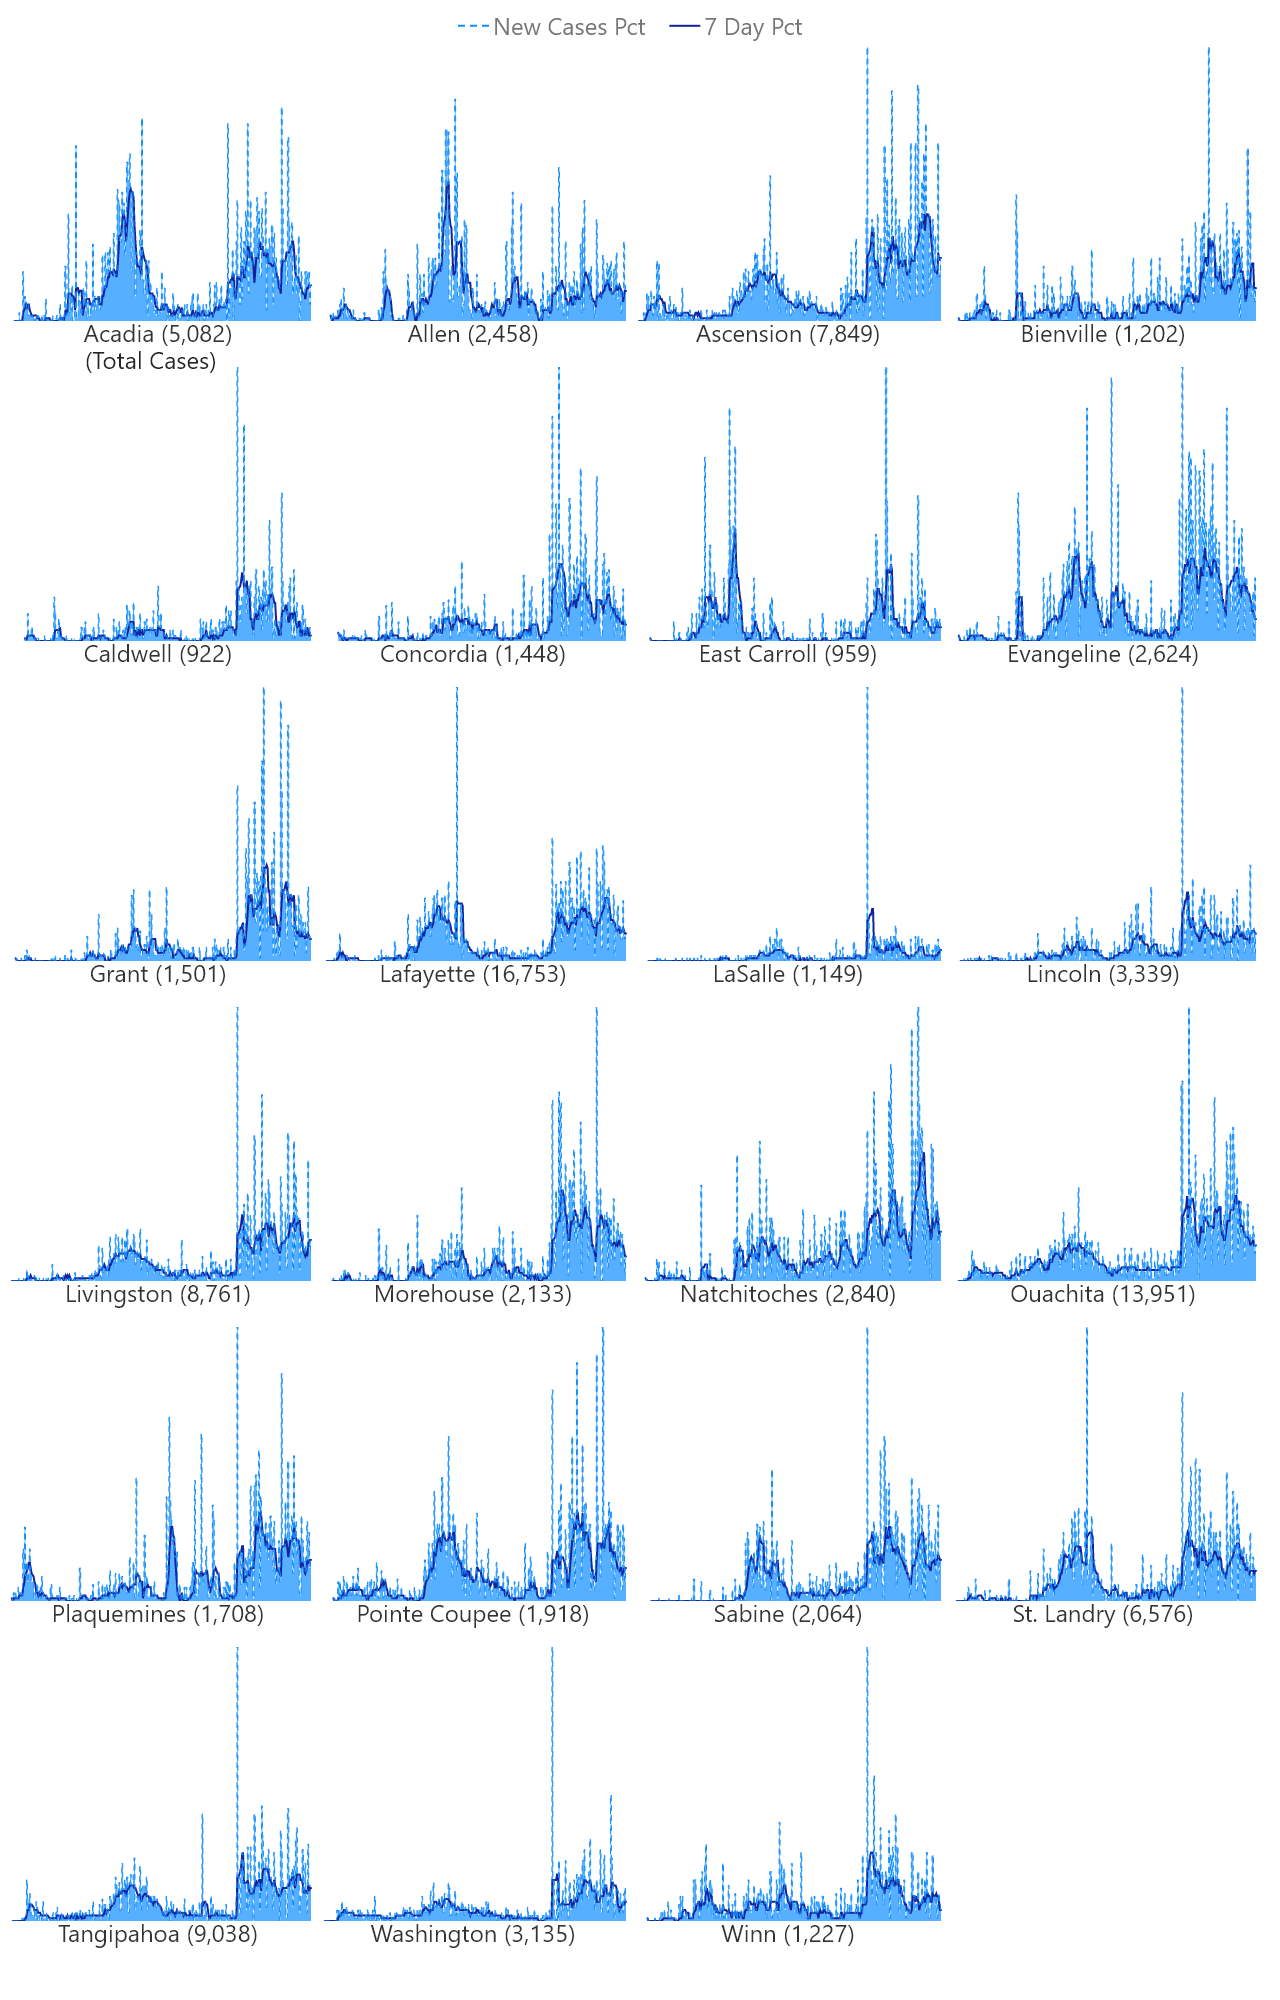 New Cases Pct 7 Day Pct
Acadia (5,082) Allen (2,458) Ascension (7,849) Bienville (1,202)
(Total Cases)
Caldwell (922) Concordia (1,448) East Carroll (959) Evangeline (2,624)
Grant (1,501) Lafayette (16,753) LaSalle (1,149) Lincoln (3,339)
Livingston (8,761) Morehouse (2,133) Natchitoches (2,840) Ouachita (13,951)
Plaquemines (1,708) Pointe Coupee (1,918) Sabine (2,064) St. Landry (6,576)
Tangipahoa (9,038) Washington (3,135) Winn (1,227)